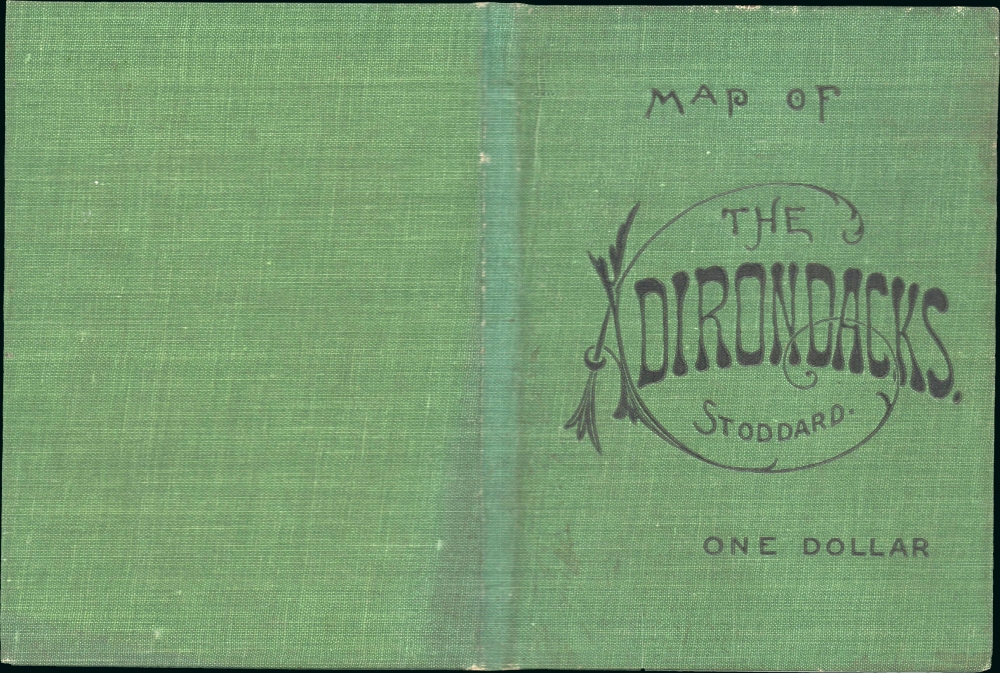 MAP OF
THE
ADIRONDACKS.
STODDARD.
ONE DOLLAR